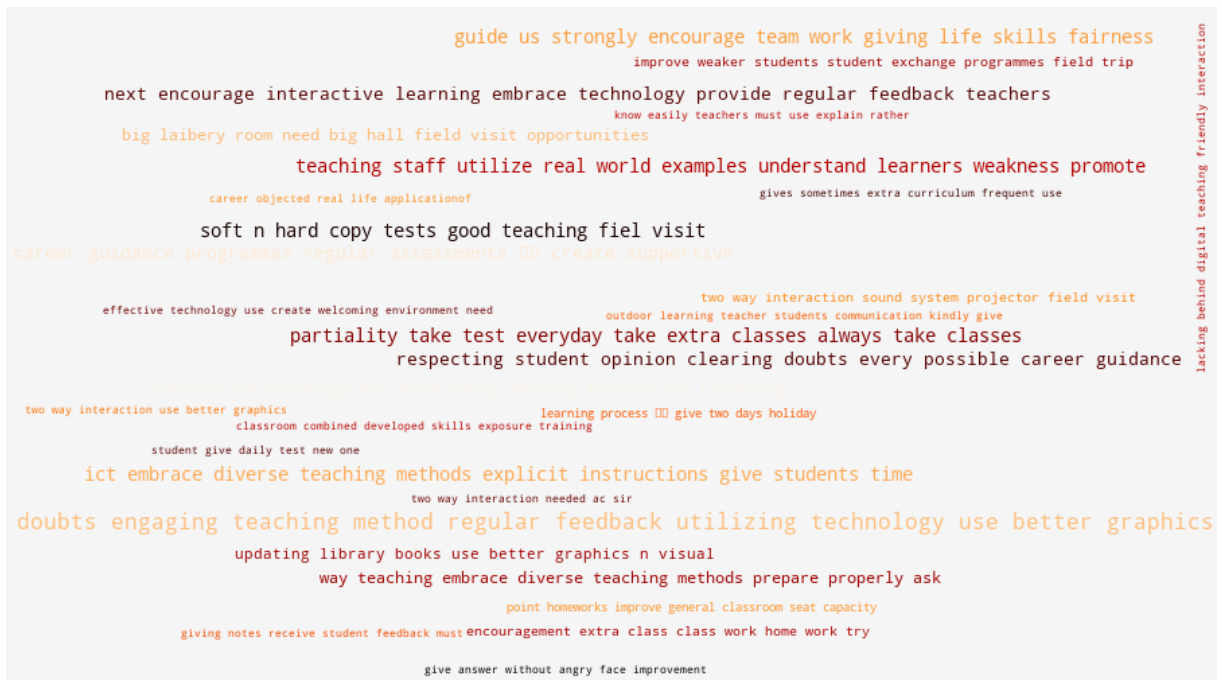 guide us strongly encourage team work giving life skills fairness
improve weaker students student exchange programmes field trip
next encourage interactive learning embrace technology provide regular feedback teachers
know easily teachers must use explain rather
big laibery room need big hall field visit opportunities
teaching staff utilize real world examples understand learners weakness promote
gives sometimes extra curriculum frequent use
career objected real life applicationof
soft n hard copy tests good teaching fiel visit
career guidance programmes regular assessments create supportive
lacking behind digital teaching friendly interaction
two way interaction sound system projector field visit
effective technology use create welcoming environment need
outdoor learning teacher students communication kindly give
partiality take test everyday take extra classes always take classes
respecting student opinion clearing doubts every possible career guidance
two way interaction use better graphics
learning process give two days holiday
classroom combined developed skills exposure training
student give daily test new one
ict embrace diverse teaching methods explicit instructions give students time
two way interaction needed ac sir
doubts engaging teaching method regular feedback utilizing technology use better graphics
updating library books use better graphics n visual
way teaching embrace diverse teaching methods prepare properly ask
point homeworks improve general classroom seat capacity
giving notes receive student feedback must
encouragement extra class class work home work try
give answer without angry face improvement